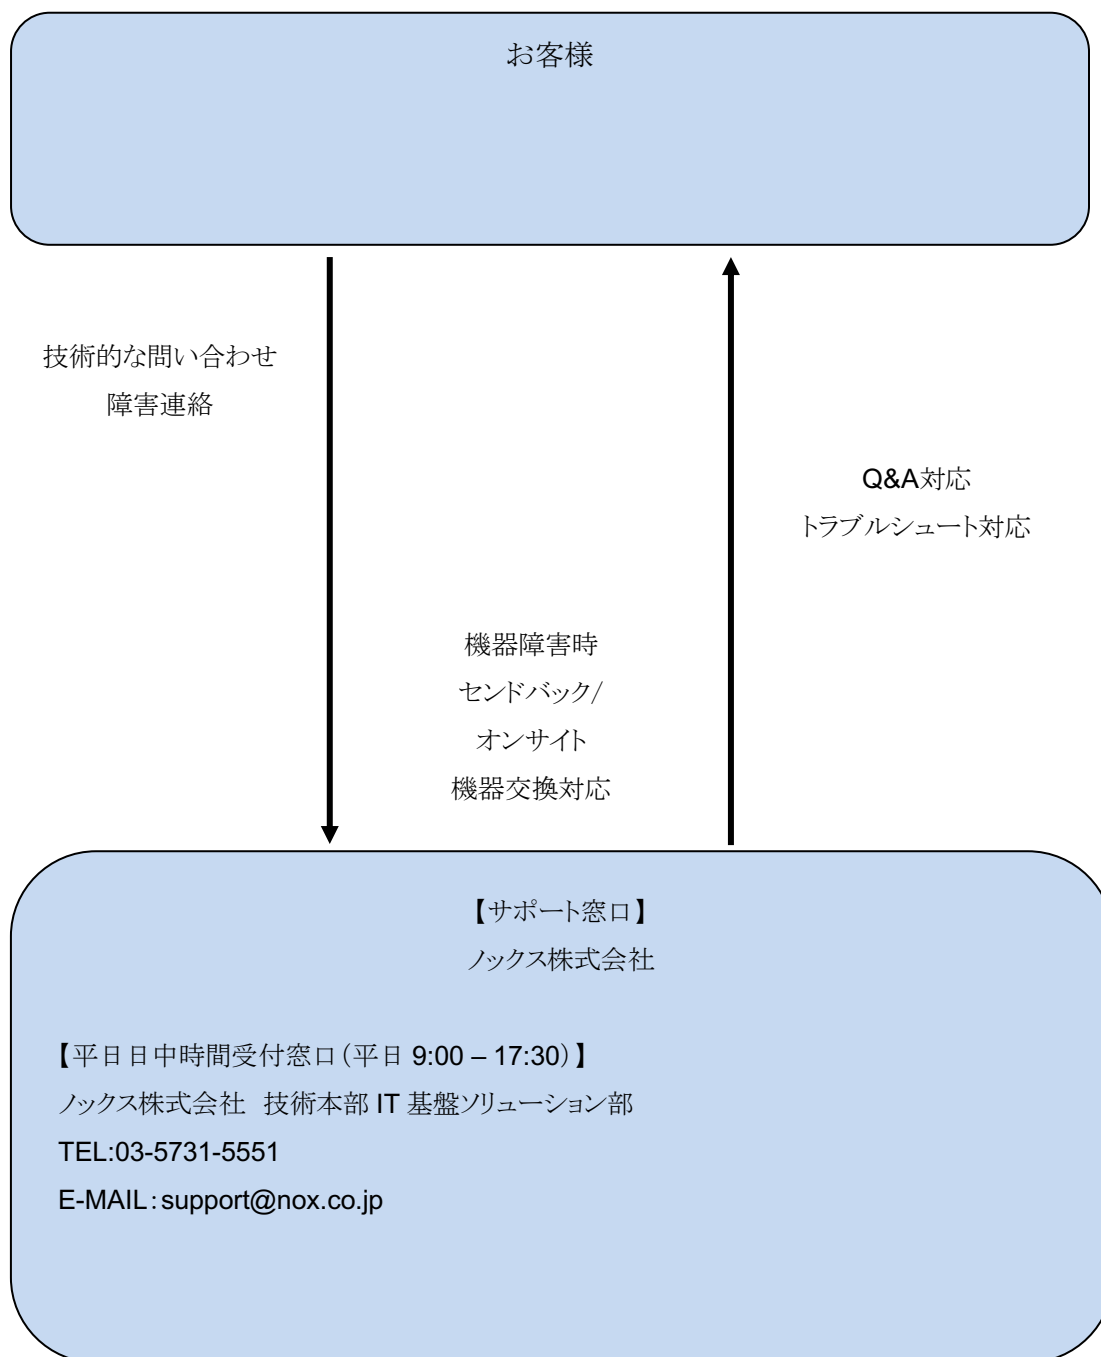 お客様
技術的な問い合わせ
障害連絡
Q&A対応
トラブルシュート対応
機器障害時
センドバック/
オンサイト
機器交換対応
【サポート窓口】
ノックス株式会社
【平日日中時間受付窓口（平日 9:00 – 17:30）】
ノックス株式会社　技術本部 IT 基盤ソリューション部
TEL:03-5731-5551
E-MAIL：support@nox.co.jp